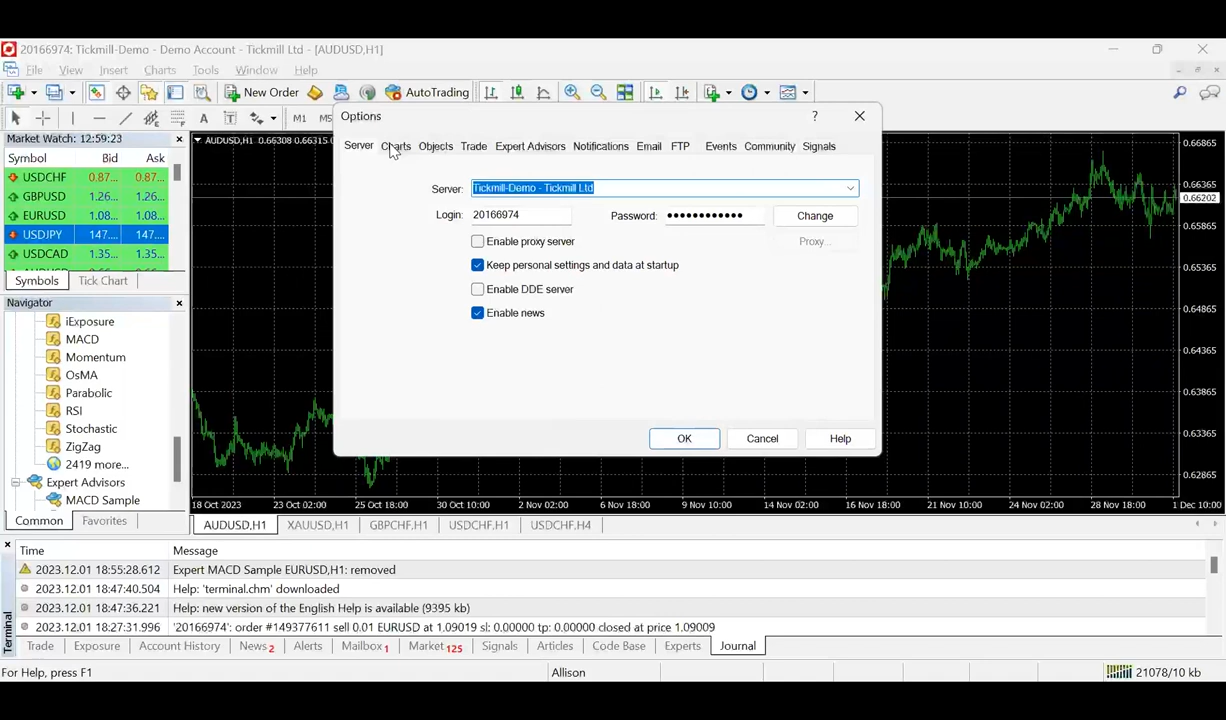 20166974: Tickmill-Demo - Demo Account - Tickmill Ltd - [AUDUSD,H1]
File View Insert Charts Tools Window Help
New Order AutoTrading
A T M1 M5
Market Watch: 12:59:23
Symbol Bid Ask
USDCHF 0.87... 0.87...
GBPUSD 1.26... 1.26...
EURUSD 1.08... 1.08...
USDJPY 147.... 147....
USDCAD 1.35... 1.35...
Symbols Tick Chart
Navigator
iExposure
MACD
Momentum
OsMA
Parabolic
RSI
Stochastic
ZigZag
2419 more...
Expert Advisors
MACD Sample
Common Favorites
AUDUSD,H1 0.66308 0.66315
Options
?
Server Charts Objects Trade Expert Advisors Notifications Email FTP Events Community Signals
Server: Tickmill-Demo - Tickmill Ltd
Login: 20166974 Password: ●●●●●●●●●●●● Change
Enable proxy server Proxy...
Keep personal settings and data at startup
Enable DDE server
Enable news
OK Cancel Help
0.66865
0.66365
0.66202
0.65865
0.65365
0.64865
0.64365
0.63865
0.63365
0.62865
18 Oct 2023 23 Oct 02:00 25 Oct 18:00 30 Oct 10:00 2 Nov 02:00 6 Nov 18:00 9 Nov 10:00 14 Nov 02:00 16 Nov 18:00 21 Nov 10:00 24 Nov 02:00 28 Nov 18:00 1 Dec 10:00
AUDUSD,H1 XAUUSD,H1 GBPCHF,H1 USDCHF,H1 USDCHF,H4
Time Message
2023.12.01 18:55:28.612 Expert MACD Sample EURUSD,H1: removed
2023.12.01 18:47:40.504 Help: 'terminal.chm' downloaded
2023.12.01 18:47:36.221 Help: new version of the English Help is available (9395 kb)
2023.12.01 18:27:31.996 '20166974': order #149377611 sell 0.01 EURUSD at 1.09019 sl: 0.00000 tp: 0.00000 closed at price 1.09009
Terminal
Trade Exposure Account History News 2 Alerts Mailbox 1 Market 125 Signals Articles Code Base Experts Journal
For Help, press F1 Allison 21078/10 kb